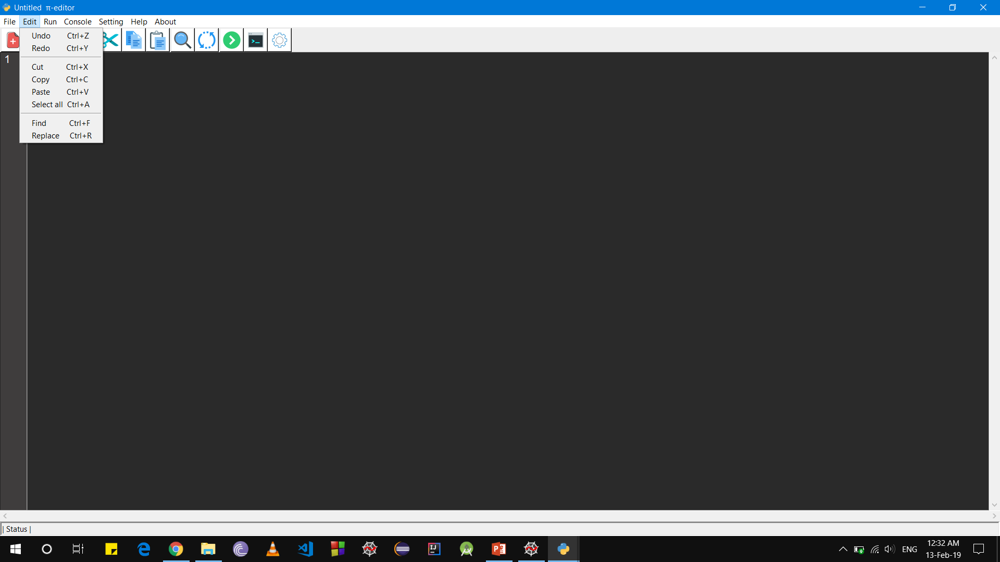 Untitled π-editor
File Edit Run Console Setting Help About
Undo Ctrl+Z
Redo Ctrl+Y
Cut Ctrl+X
Copy Ctrl+C
Paste Ctrl+V
Select all Ctrl+A
Find Ctrl+F
Replace Ctrl+R
1
| Status |
ENG
12:32 AM
13-Feb-19